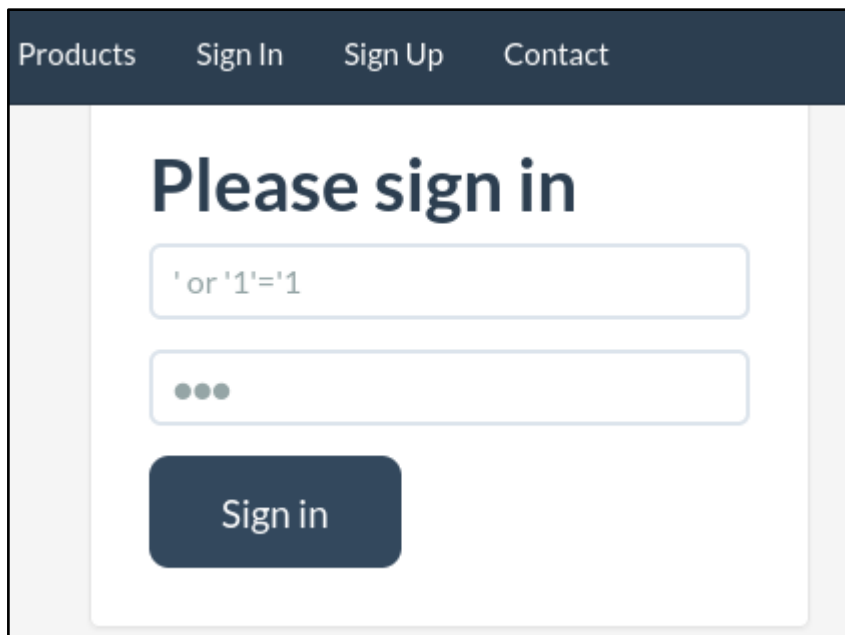 Products Sign In Sign Up Contact
Please sign in
' or '1'='1
●●●
Sign in